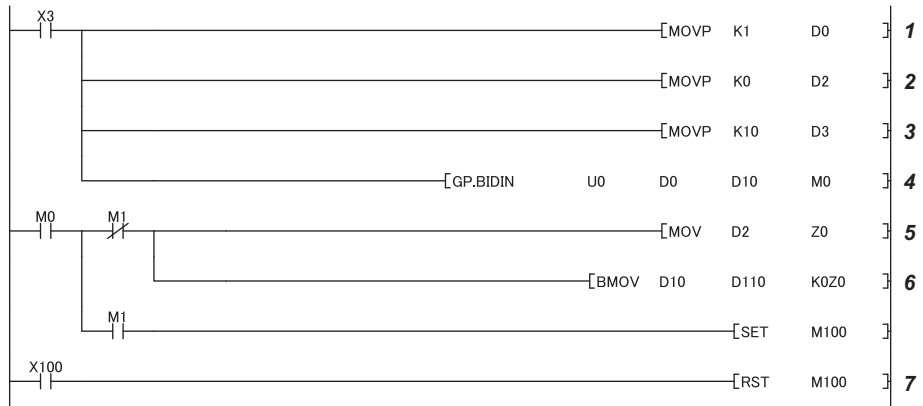 X3
[MOVP K1 D0 ] 1
[MOVP K0 D2 ] 2
[MOVP K10 D3 ] 3
[GP.BIDIN U0 D0 D10 M0 ] 4
M0 M1
[MOV D2 Z0 ] 5
[BMOV D10 D110 K0Z0 ] 6
M1
[SET M100 ]
X100
[RST M100 ] 7